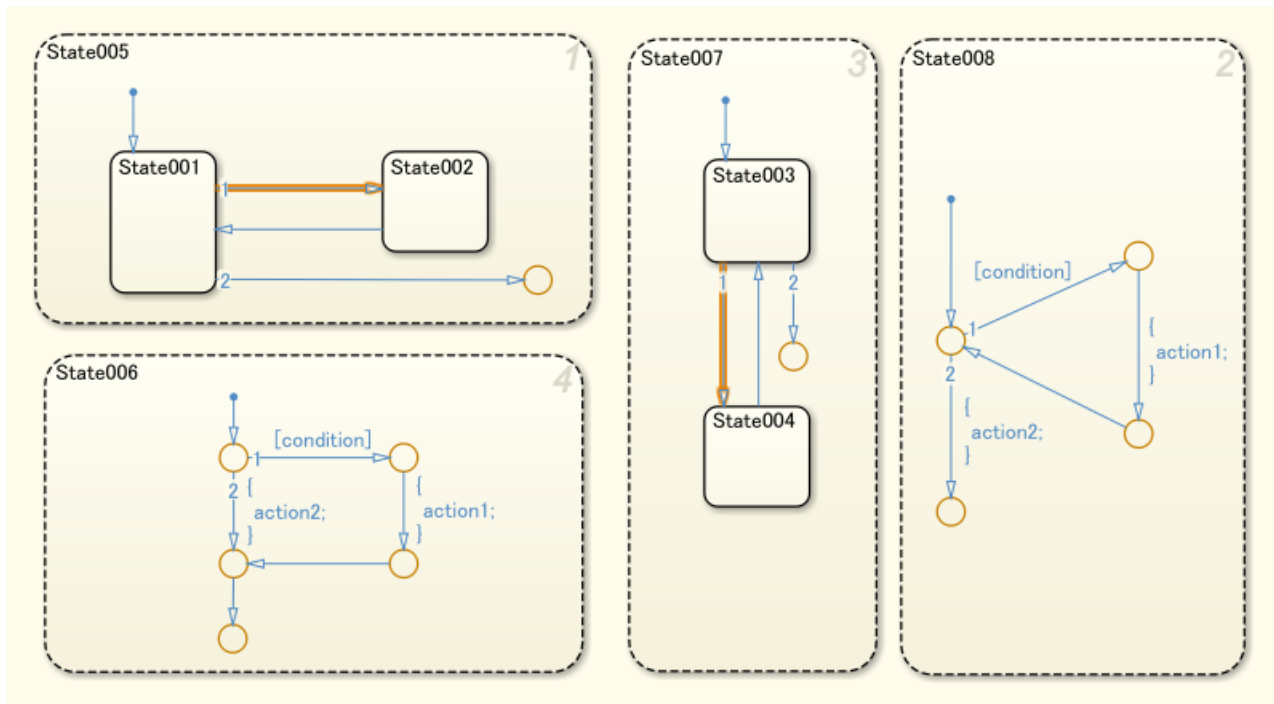 State005
1
State001
State002
1
2
State006
4
[condition]
1
2
{
action2;
}
{
action1;
}
State007
3
State003
1
2
State004
State008
2
[condition]
1
{
action1;
}
2
{
action2;
}